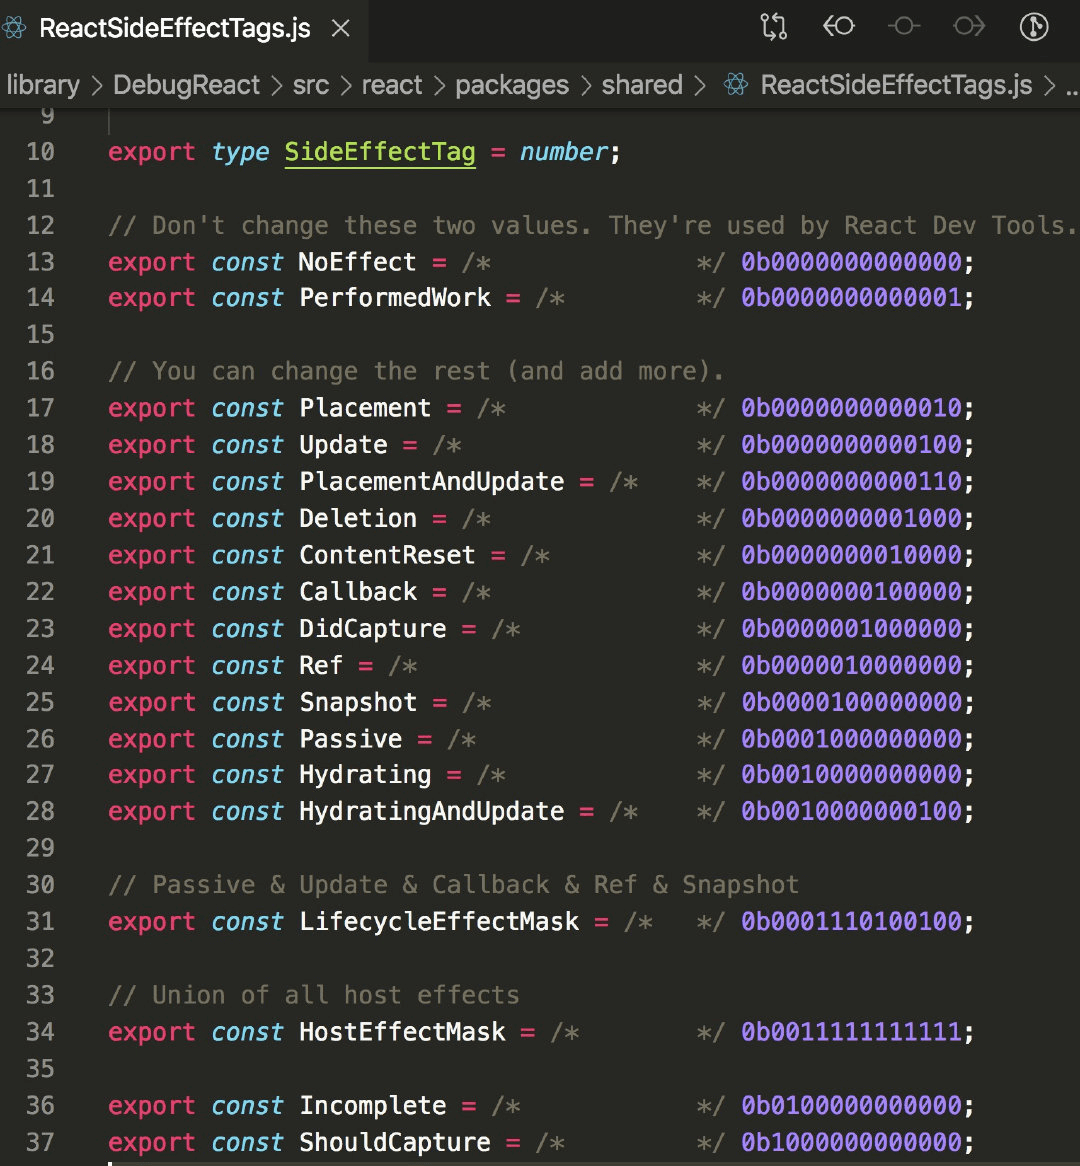 ReactSideEffectTags.js
library > DebugReact > src > react > packages > shared > ReactSideEffectTags.js > ..
9
10 export type SideEffectTag = number;
11
12 // Don't change these two values. They're used by React Dev Tools.
13 export const NoEffect = /* */ 0b0000000000000;
14 export const PerformedWork = /* */ 0b0000000000001;
15
16 // You can change the rest (and add more).
17 export const Placement = /* */ 0b0000000000010;
18 export const Update = /* */ 0b0000000000100;
19 export const PlacementAndUpdate = /* */ 0b0000000000110;
20 export const Deletion = /* */ 0b0000000001000;
21 export const ContentReset = /* */ 0b0000000010000;
22 export const Callback = /* */ 0b0000000100000;
23 export const DidCapture = /* */ 0b0000001000000;
24 export const Ref = /* */ 0b0000010000000;
25 export const Snapshot = /* */ 0b0000100000000;
26 export const Passive = /* */ 0b0001000000000;
27 export const Hydrating = /* */ 0b0010000000000;
28 export const HydratingAndUpdate = /* */ 0b0010000000100;
29
30 // Passive & Update & Callback & Ref & Snapshot
31 export const LifecycleEffectMask = /* */ 0b0001110100100;
32
33 // Union of all host effects
34 export const HostEffectMask = /* */ 0b0011111111111;
35
36 export const Incomplete = /* */ 0b0100000000000;
37 export const ShouldCapture = /* */ 0b1000000000000;